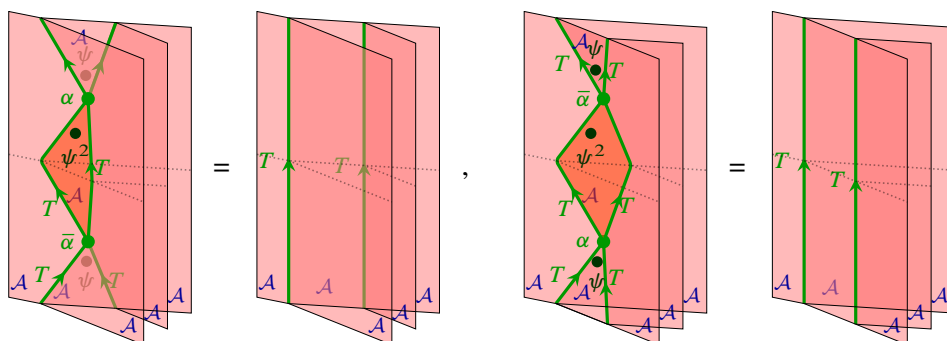 𝒜 ψ 𝒜 ψ
T T
α ᾱ
ψ² ψ²
T = T T , = T T
T 𝒜 𝒜 T
ᾱ α
T ψ T T ψ T
𝒜 𝒜 𝒜 𝒜 𝒜 𝒜 𝒜 𝒜 𝒜 𝒜 𝒜
𝒜 𝒜 𝒜 𝒜 𝒜 𝒜 𝒜 𝒜